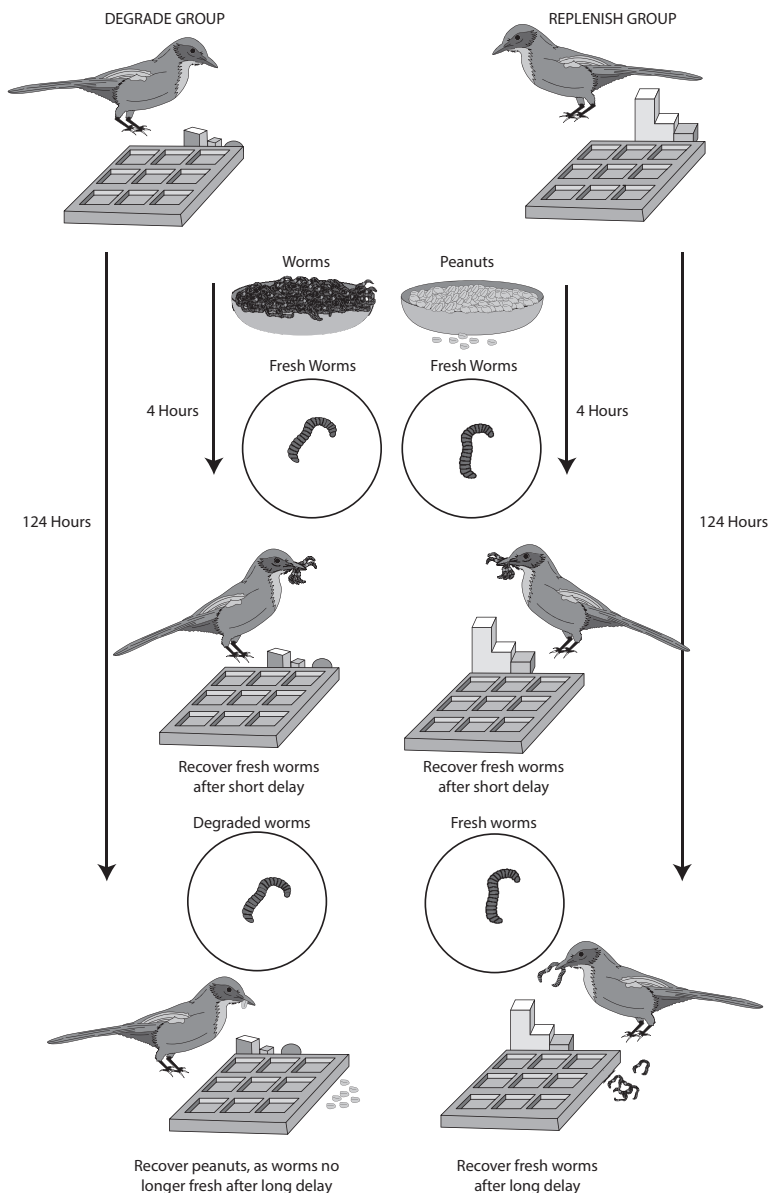 DEGRADE GROUP
REPLENISH GROUP
Worms
Peanuts
Fresh Worms
Fresh Worms
4 Hours
4 Hours
124 Hours
124 Hours
Recover fresh worms
after short delay
Recover fresh worms
after short delay
Degraded worms
Fresh worms
Recover peanuts, as worms no
longer fresh after long delay
Recover fresh worms
after long delay